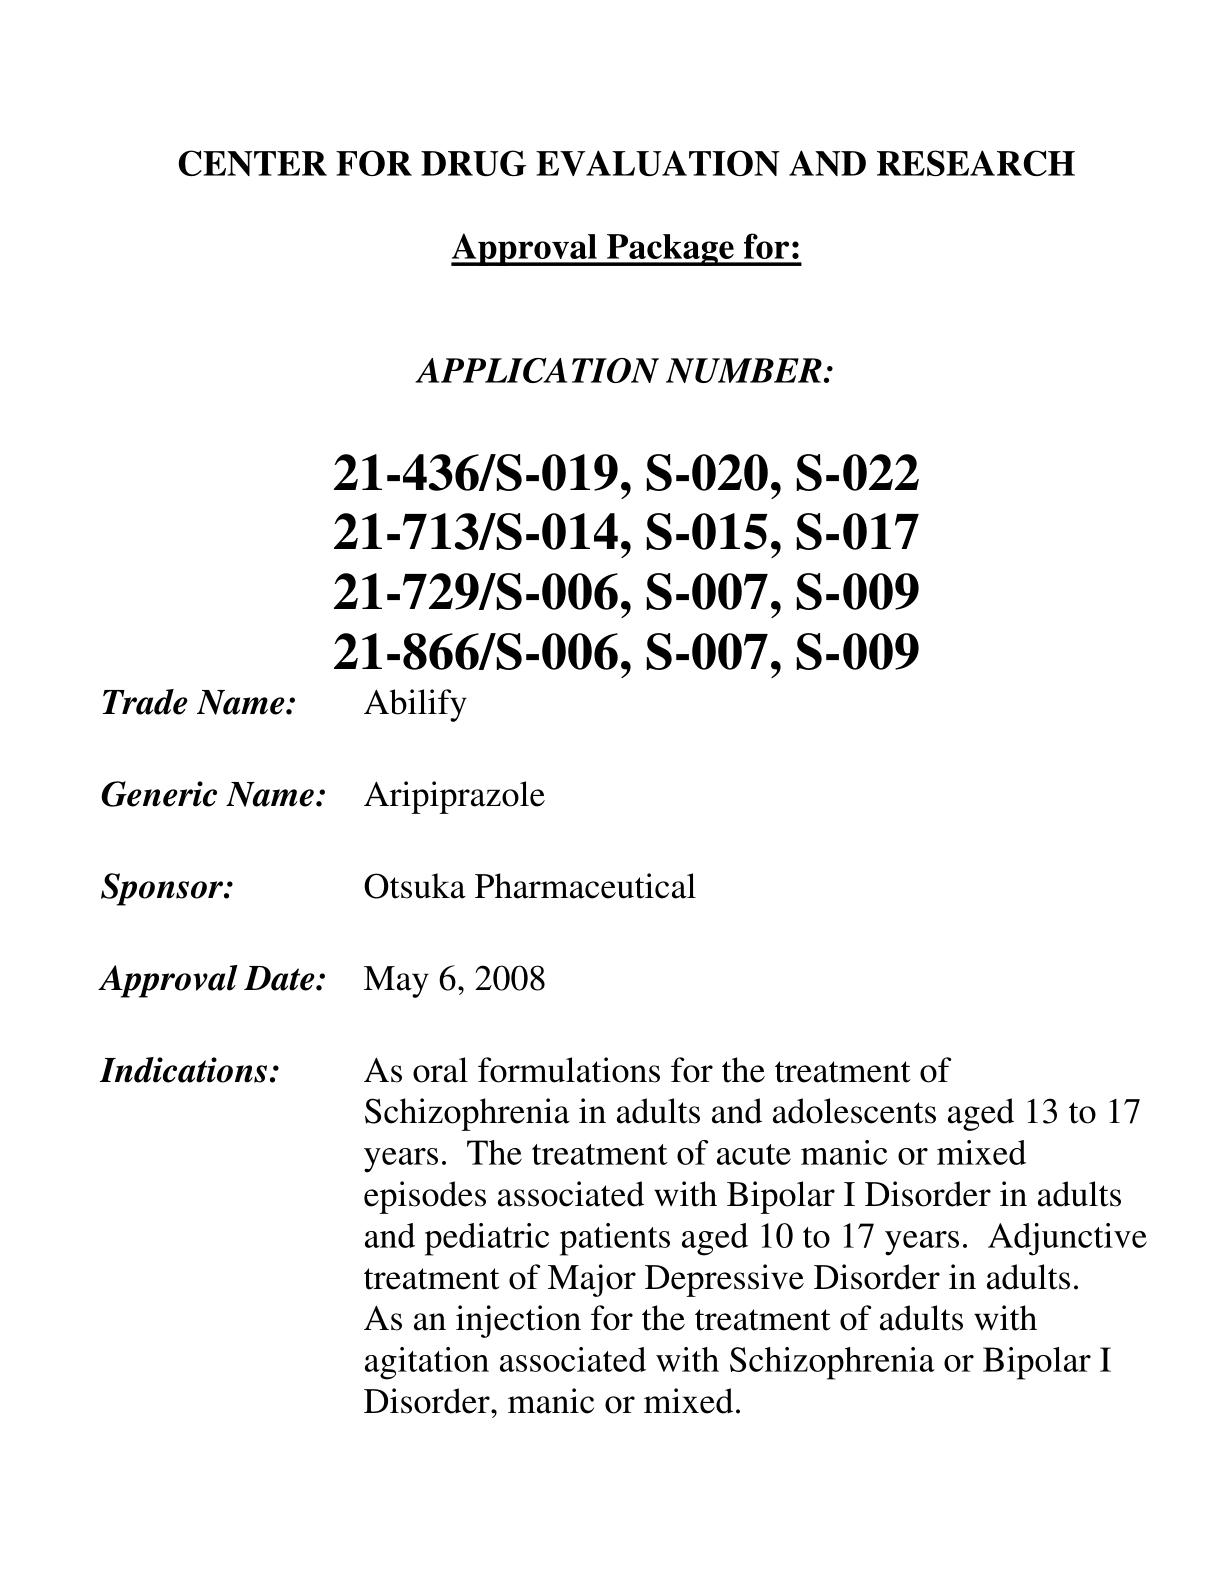 CENTER FOR DRUG EVALUATION AND RESEARCH
Approval Package for:
APPLICATION NUMBER:
21-436/S-019, S-020, S-022
21-713/S-014, S-015, S-017
21-729/S-006, S-007, S-009
21-866/S-006, S-007, S-009
Trade Name: Abilify
Generic Name: Aripiprazole
Sponsor: Otsuka Pharmaceutical
Approval Date: May 6, 2008
Indications: As oral formulations for the treatment of
Schizophrenia in adults and adolescents aged 13 to 17
years. The treatment of acute manic or mixed
episodes associated with Bipolar I Disorder in adults
and pediatric patients aged 10 to 17 years. Adjunctive
treatment of Major Depressive Disorder in adults.
As an injection for the treatment of adults with
agitation associated with Schizophrenia or Bipolar I
Disorder, manic or mixed.